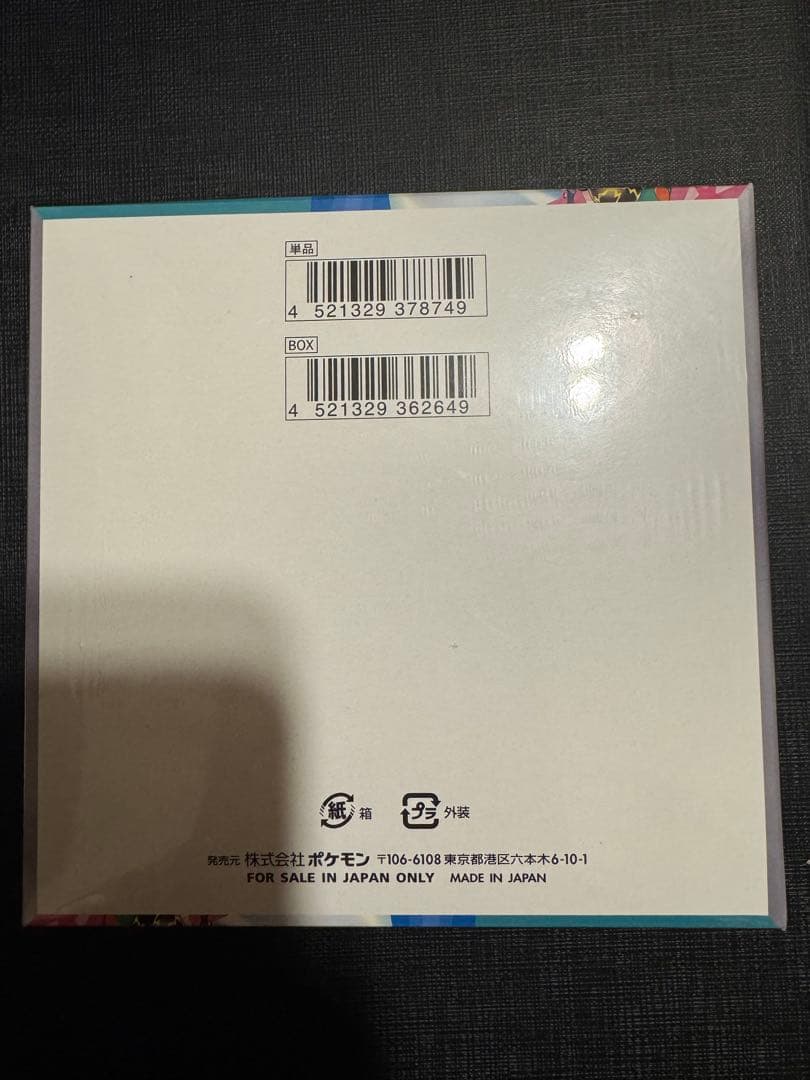 単品
4 521329 378749
BOX
4 521329 362649
紙 箱 プラ 外装
発売元 株式会社 ポケモン 〒106-6108 東京都港区六本木6-10-1
FOR SALE IN JAPAN ONLY MADE IN JAPAN